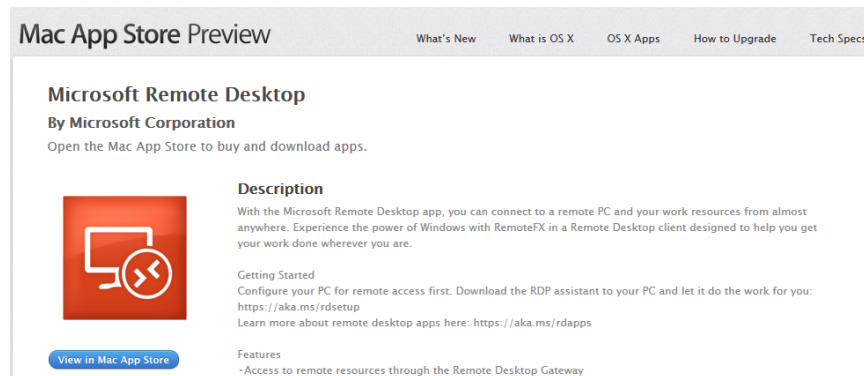 Mac App Store Preview
What's New What is OS X OS X Apps How to Upgrade Tech Specs
Microsoft Remote Desktop
By Microsoft Corporation
Open the Mac App Store to buy and download apps.
Description
With the Microsoft Remote Desktop app, you can connect to a remote PC and your work resources from almost
anywhere. Experience the power of Windows with RemoteFX in a Remote Desktop client designed to help you get
your work done wherever you are.
Getting Started
Configure your PC for remote access first. Download the RDP assistant to your PC and let it do the work for you:
https://aka.ms/rdsetup
Learn more about remote desktop apps here: https://aka.ms/rdapps
View in Mac App Store
Features
·Access to remote resources through the Remote Desktop Gateway